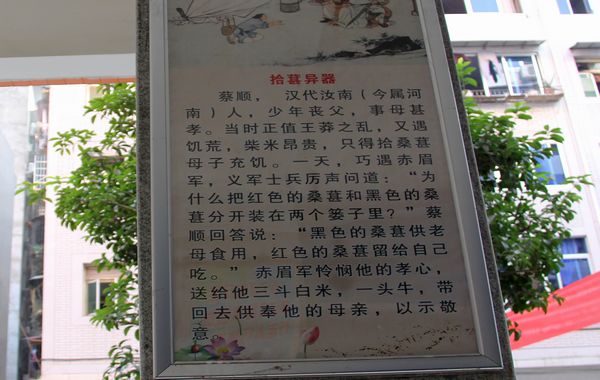 拾葚异器
蔡顺， 汉代汝南（今属河
南）人，少年丧父，事母甚
孝。当时正值王莽之乱，又遇
饥荒，柴米昂贵，只得拾桑葚
母子充饥。一天，巧遇赤眉
军，义军士兵厉声问道：“为
什么把红色的桑葚和黑色的桑
葚分开装在两个篓子里？”蔡
顺回答说：“黑色的桑葚供老
母食用，红色的桑葚留给自己
吃。” 赤眉军怜悯他的孝心，
送给他三斗白米，一头牛，带
回去供奉他的母亲，以示敬
意。